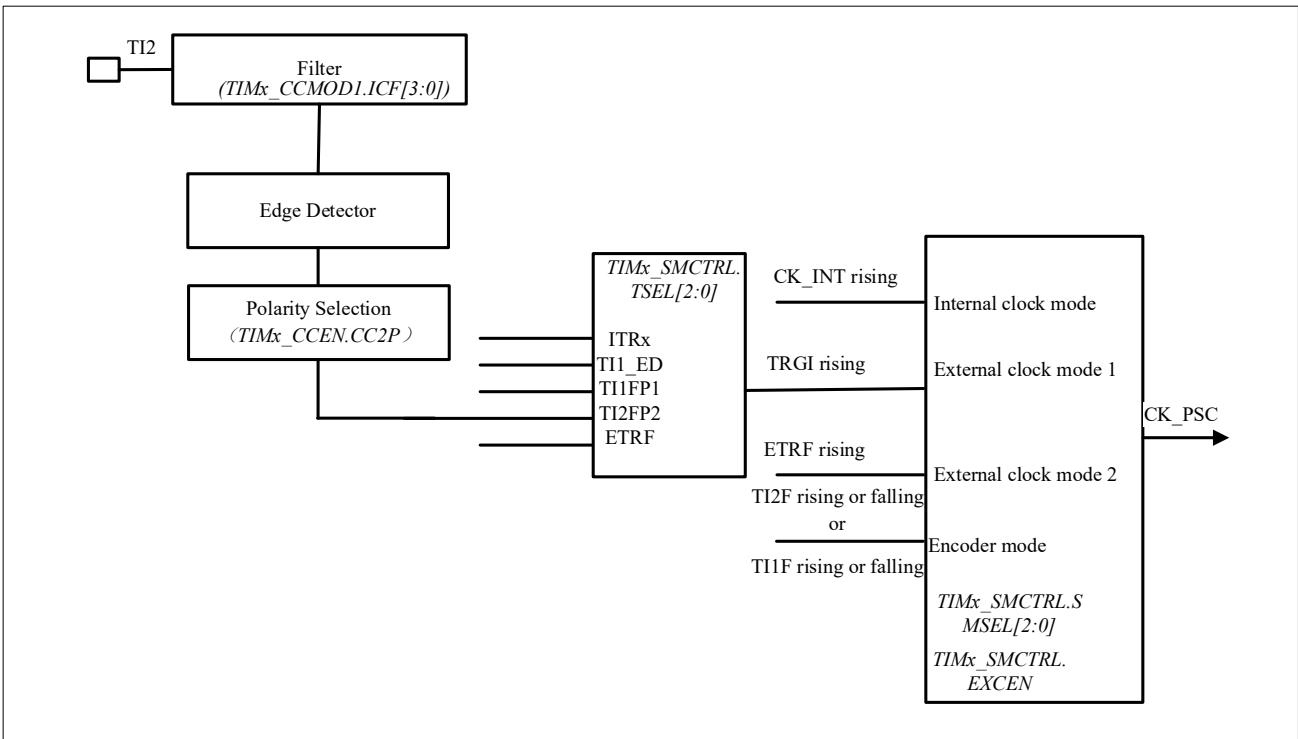 TI2
Filter
(TIMx_CCMOD1.ICF[3:0])
Edge Detector
Polarity Selection
（TIMx_CCEN.CC2P）
TIMx_SMCTRL.
TSEL[2:0]
ITRx
TI1_ED
TI1FP1
TI2FP2
ETRF
CK_INT rising
TRGI rising
ETRF rising
TI2F rising or falling
or
TI1F rising or falling
Internal clock mode
External clock mode 1
External clock mode 2
Encoder mode
TIMx_SMCTRL.S
MSEL[2:0]
TIMx_SMCTRL.
EXCEN
CK_PSC